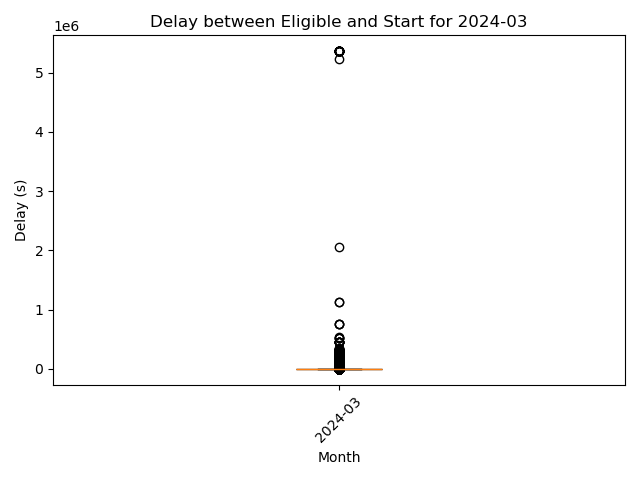 Delay between Eligible and Start for 2024-03
1e6
5
4
3
2
1
0
Delay (s)
2024-03
Month